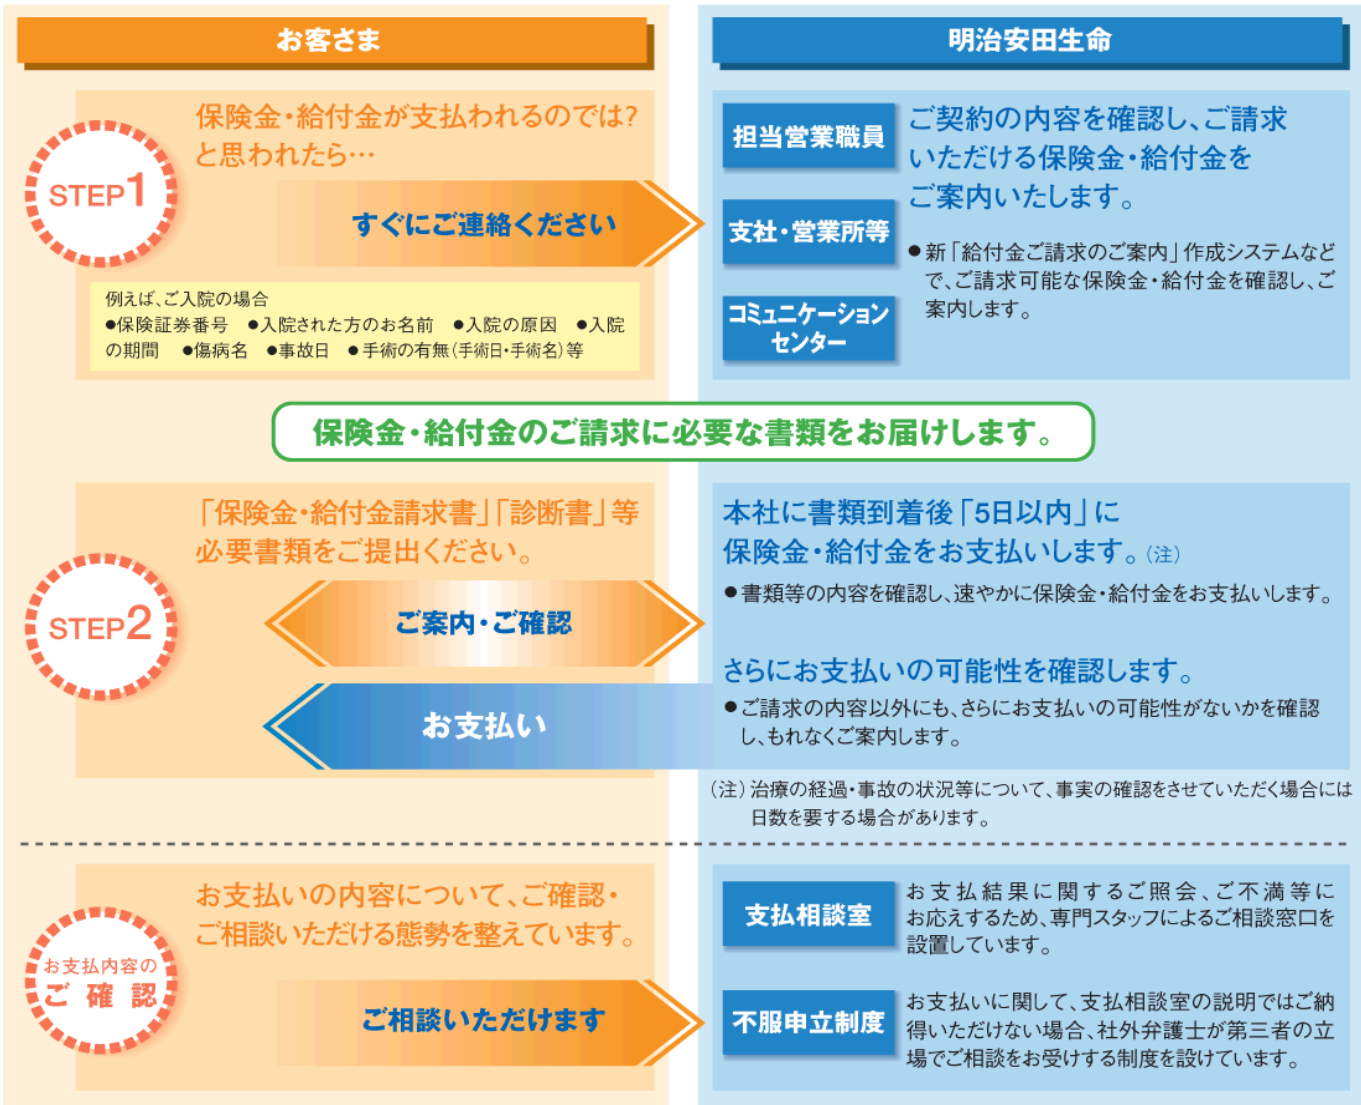 お客さま
明治安田生命
STEP1
保険金・給付金が支払われるのでは?
と思われたら…
すぐにご連絡ください
例えば、ご入院の場合
●保険証券番号 ●入院された方のお名前 ●入院の原因 ●入院
の期間 ●傷病名 ●事故日 ●手術の有無(手術日・手術名)等
担当営業職員
支社・営業所等
コミュニケーション
センター
ご契約の内容を確認し、ご請求
いただける保険金・給付金を
ご案内いたします。
●新「給付金ご請求のご案内」作成システムなど
で、ご請求可能な保険金・給付金を確認し、ご
案内します。
保険金・給付金のご請求に必要な書類をお届けします。
STEP2
「保険金・給付金請求書」「診断書」等
必要書類をご提出ください。
ご案内・ご確認
お支払い
本社に書類到着後「5日以内」に
保険金・給付金をお支払いします。(注)
●書類等の内容を確認し、速やかに保険金・給付金をお支払いします。
さらにお支払いの可能性を確認します。
●ご請求の内容以外にも、さらにお支払いの可能性がないかを確認
し、もれなくご案内します。
(注)治療の経過・事故の状況等について、事実の確認をさせていただく場合には
日数を要する場合があります。
お支払内容の
ご確認
お支払いの内容について、ご確認・
ご相談いただける態勢を整えています。
ご相談いただけます
支払相談室
お支払結果に関するご照会、ご不満等に
お応えするため、専門スタッフによるご相談窓口を
設置しています。
不服申立制度
お支払いに関して、支払相談室の説明ではご納
得いただけない場合、社外弁護士が第三者の立
場でご相談をお受けする制度を設けています。